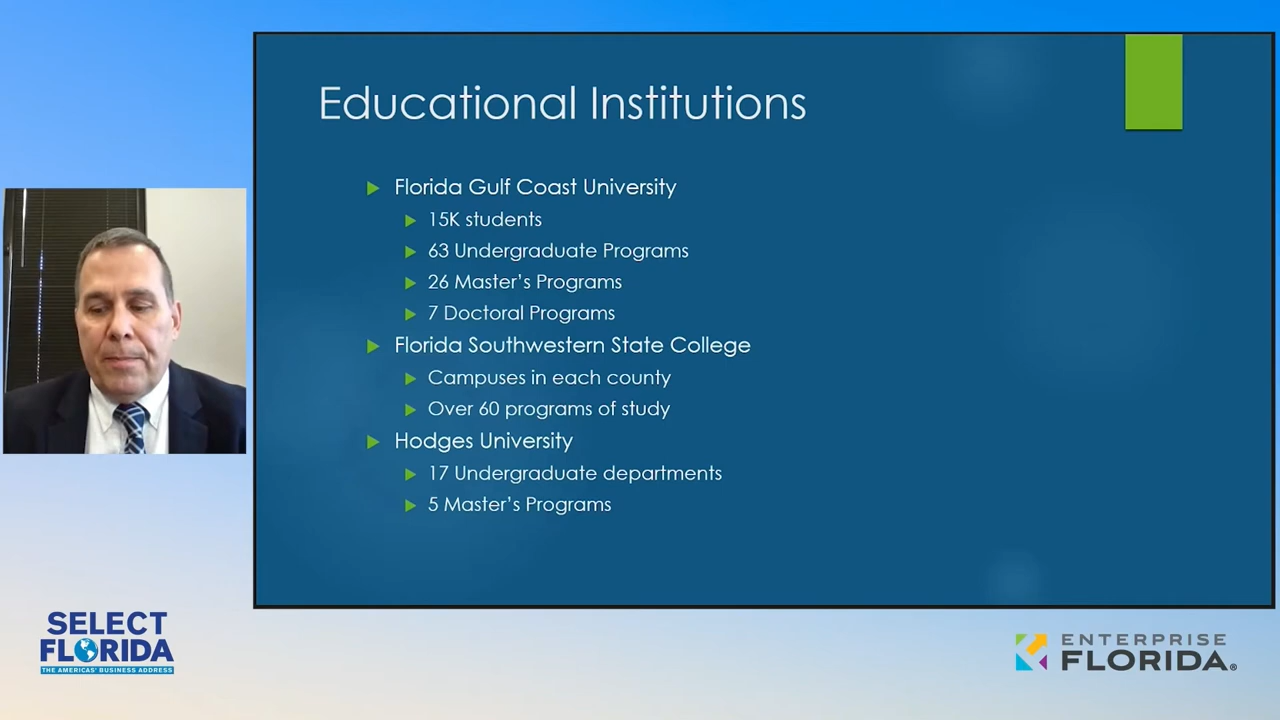 Educational Institutions
Florida Gulf Coast University
15K students
63 Undergraduate Programs
26 Master's Programs
7 Doctoral Programs
Florida Southwestern State College
Campuses in each county
Over 60 programs of study
Hodges University
17 Undergraduate departments
5 Master's Programs
SELECT
FLORIDA
THE AMERICAS' BUSINESS ADDRESS
ENTERPRISE
FLORIDA®